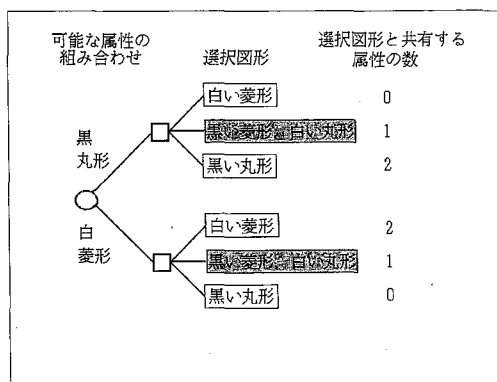 可能な属性の
組み合わせ
選択図形
選択図形と共有する
属性の数
黒
丸形
白い菱形 0
黒い菱形、白い丸形 1
黒い丸形 2
白
菱形
白い菱形 2
黒い菱形、白い丸形 1
黒い丸形 0